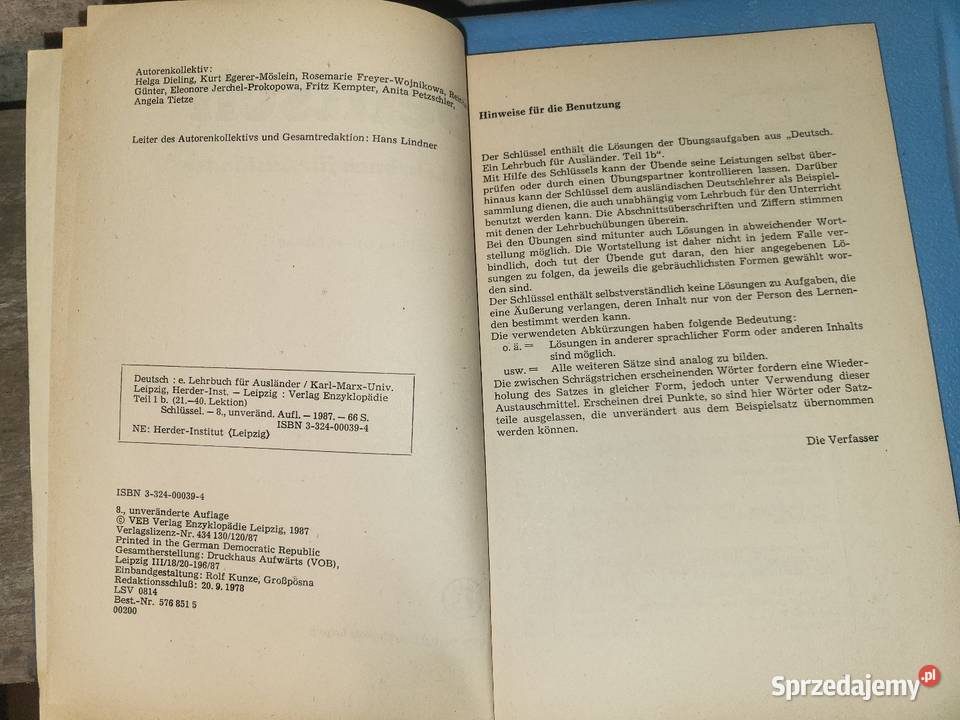 Autorenkollektiv:
Helga Dieling, Kurt Egerer-Möslein, Rosemarie Freyer-Wojnikowa,
Günter, Eleonore Jerchel-Prokopowa, Fritz Kempter, Anita Petzschler,
Angela Tietze
Leiter des Autorenkollektivs und Gesamtredaktion: Hans Lindner
Deutsch : e. Lehrbuch für Ausländer / Karl-Marx-Univ.
Leipzig, Herder-Inst. – Leipzig : Verlag Enzyklopädie
Teil 1 b. (21.–40. Lektion)
Schlüssel. – 8., unveränd. Aufl. – 1987. – 66 S.
ISBN 3-324-00039-4
NE: Herder-Institut ⟨Leipzig⟩
ISBN 3-324-00039-4
8., unveränderte Auflage
© VEB Verlag Enzyklopädie Leipzig, 1987
Verlagslizenz-Nr. 434 130/120/87
Printed in the German Democratic Republic
Gesamtherstellung: Druckhaus Aufwärts (VOB),
Leipzig III/18/20-196/87
Einbandgestaltung: Rolf Kunze, Großpösna
Redaktionsschluß: 20. 9. 1978
LSV 0814
Best.-Nr. 576 851 5
00200
Hinweise für die Benutzung
Der Schlüssel enthält die Lösungen der Übungsaufgaben aus „Deutsch.
Ein Lehrbuch für Ausländer. Teil 1b“.
Mit Hilfe des Schlüssels kann der Übende seine Leistungen selbst über-
prüfen oder durch einen Übungspartner kontrollieren lassen. Darüber
hinaus kann der Schlüssel dem ausländischen Deutschlehrer als Beispiel-
sammlung dienen, die auch unabhängig vom Lehrbuch für den Unterricht
benutzt werden kann. Die Abschnittsüberschriften und Ziffern stimmen
mit denen der Lehrbuchübungen überein.
Bei den Übungen sind mitunter auch Lösungen in abweichender Wort-
stellung möglich. Die Wortstellung ist daher nicht in jedem Falle ver-
bindlich, doch tut der Übende gut daran, den hier angegebenen Lö-
sungen zu folgen, da jeweils die gebräuchlichsten Formen gewählt wor-
den sind.
Der Schlüssel enthält selbstverständlich keine Lösungen zu Aufgaben, die
eine Äußerung verlangen, deren Inhalt nur von der Person des Lernen-
den bestimmt werden kann.
Die verwendeten Abkürzungen haben folgende Bedeutung:
o. ä. = Lösungen in anderer sprachlicher Form oder anderen Inhalts
sind möglich.
usw. = Alle weiteren Sätze sind analog zu bilden.
Die zwischen Schrägstrichen erscheinenden Wörter fordern eine Wieder-
holung des Satzes in gleicher Form, jedoch unter Verwendung dieser
Austauschmittel. Erscheinen drei Punkte, so sind hier Wörter oder Satz-
teile ausgelassen, die unverändert aus dem Beispielsatz übernommen
werden können.
Die Verfasser
Sprzedajemy.pl